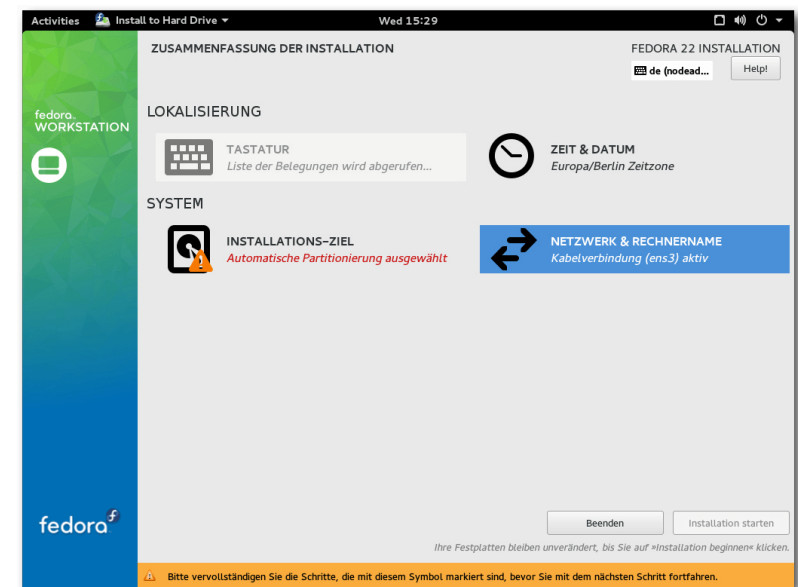 Activities Install to Hard Drive Wed 15:29
ZUSAMMENFASSUNG DER INSTALLATION
FEDORA 22 INSTALLATION
de (nodead... Help!
fedora.
WORKSTATION
LOKALISIERUNG
TASTATUR
Liste der Belegungen wird abgerufen...
ZEIT & DATUM
Europa/Berlin Zeitzone
SYSTEM
INSTALLATIONS-ZIEL
Automatische Partitionierung ausgewählt
NETZWERK & RECHNERNAME
Kabelverbindung (ens3) aktiv
fedora
Beenden Installation starten
Ihre Festplatten bleiben unverändert, bis Sie auf »Installation beginnen« klicken.
Bitte vervollständigen Sie die Schritte, die mit diesem Symbol markiert sind, bevor Sie mit dem nächsten Schritt fortfahren.